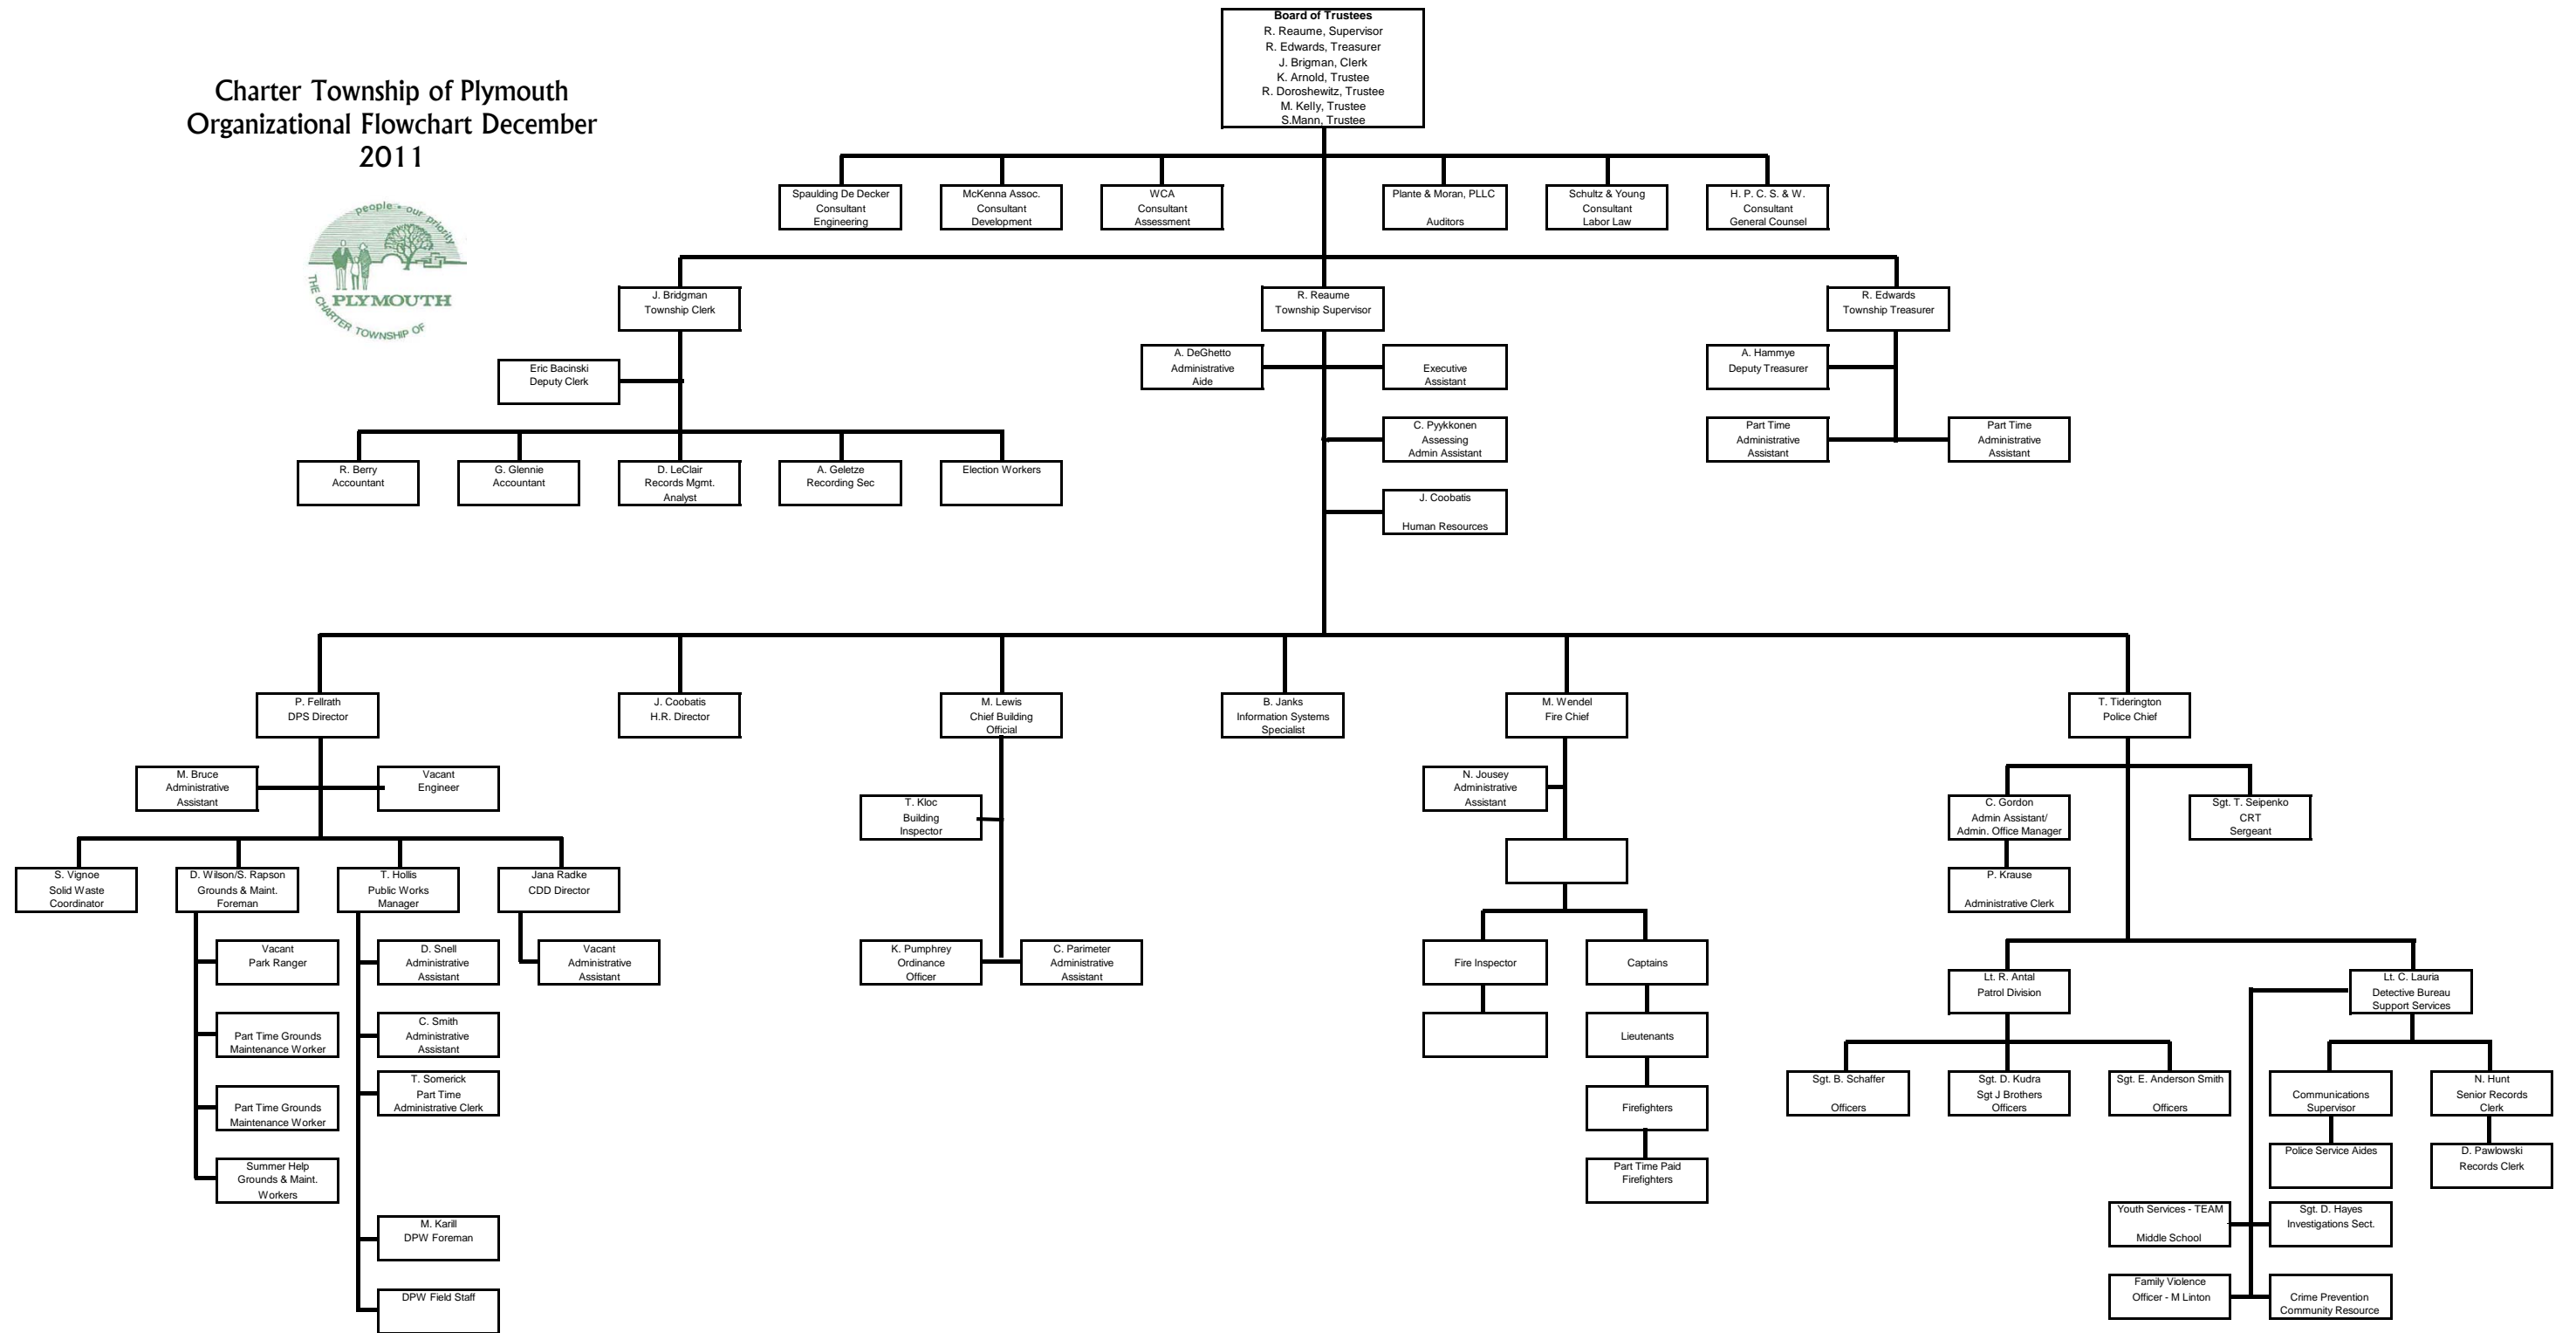 Board of Trustees
R. Reaume, Supervisor
R. Edwards, Treasurer
J. Brigman, Clerk
K. Arnold, Trustee
R. Doroshewitz, Trustee
M. Kelly, Trustee
S.Mann, Trustee
Charter Township of Plymouth
Organizational Flowchart December
2011
people - our priority
PLYMOUTH
THE CHARTER TOWNSHIP OF
Spaulding De Decker
Consultant
Engineering
McKenna Assoc.
Consultant
Development
WCA
Consultant
Assessment
Plante & Moran, PLLC
Auditors
Schultz & Young
Consultant
Labor Law
H. P. C. S. & W.
Consultant
General Counsel
J. Bridgman
Township Clerk
R. Reaume
Township Supervisor
R. Edwards
Township Treasurer
Eric Bacinski
Deputy Clerk
A. DeGhetto
Administrative
Aide
Executive
Assistant
A. Hammye
Deputy Treasurer
C. Pyykkonen
Assessing
Admin Assistant
Part Time
Administrative
Assistant
Part Time
Administrative
Assistant
R. Berry
Accountant
G. Glennie
Accountant
D. LeClair
Records Mgmt.
Analyst
A. Geletze
Recording Sec
Election Workers
J. Coobatis
Human Resources
P. Fellrath
DPS Director
J. Coobatis
H.R. Director
M. Lewis
Chief Building
Official
B. Janks
Information Systems
Specialist
M. Wendel
Fire Chief
T. Tiderington
Police Chief
M. Bruce
Administrative
Assistant
Vacant
Engineer
T. Kloc
Building
Inspector
N. Jousey
Administrative
Assistant
C. Gordon
Admin Assistant/
Admin. Office Manager
Sgt. T. Seipenko
CRT
Sergeant
S. Vignoe
Solid Waste
Coordinator
D. Wilson/S. Rapson
Grounds & Maint.
Foreman
T. Hollis
Public Works
Manager
Jana Radke
CDD Director
P. Krause
Administrative Clerk
Vacant
Park Ranger
D. Snell
Administrative
Assistant
Vacant
Administrative
Assistant
K. Pumphrey
Ordinance
Officer
C. Parimeter
Administrative
Assistant
Fire Inspector
Captains
Lt. R. Antal
Patrol Division
Lt. C. Lauria
Detective Bureau
Support Services
Part Time Grounds
Maintenance Worker
C. Smith
Administrative
Assistant
Lieutenants
Part Time Grounds
Maintenance Worker
T. Somerick
Part Time
Administrative Clerk
Firefighters
Sgt. B. Schaffer
Officers
Sgt. D. Kudra
Sgt J Brothers
Officers
Sgt. E. Anderson Smith
Officers
Communications
Supervisor
N. Hunt
Senior Records
Clerk
Summer Help
Grounds & Maint.
Workers
Part Time Paid
Firefighters
Police Service Aides
D. Pawlowski
Records Clerk
M. Karill
DPW Foreman
Youth Services - TEAM
Middle School
Sgt. D. Hayes
Investigations Sect.
DPW Field Staff
Family Violence
Officer - M Linton
Crime Prevention
Community Resource